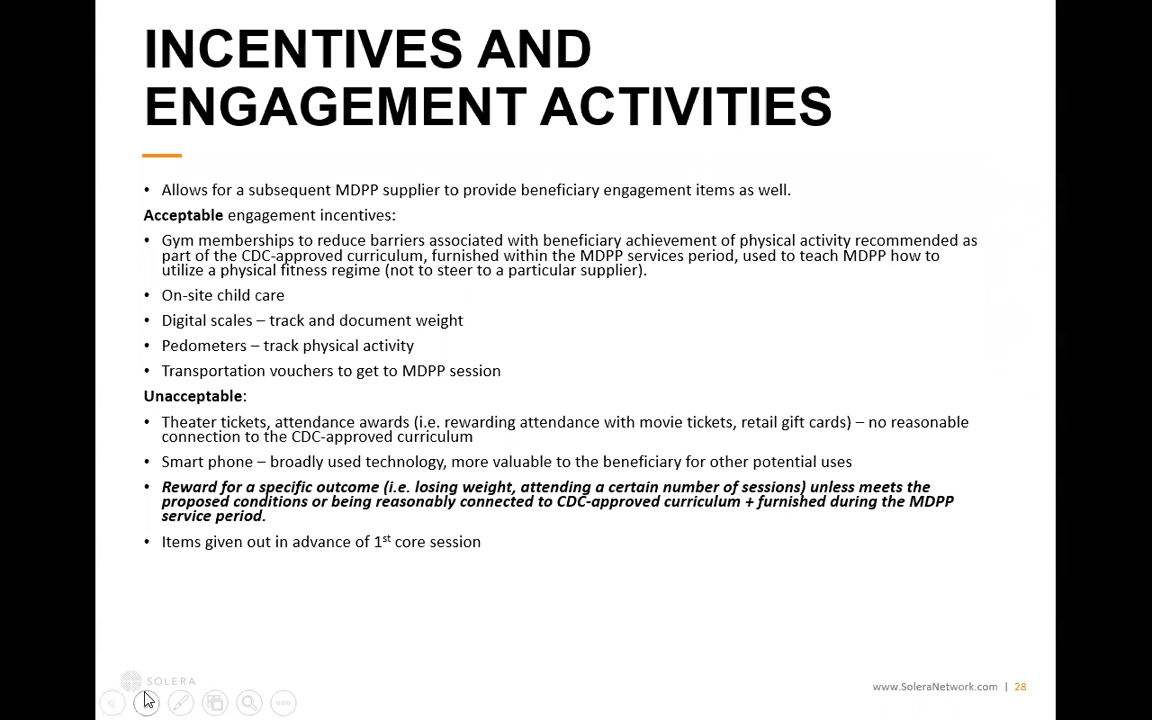 INCENTIVES AND
ENGAGEMENT ACTIVITIES
• Allows for a subsequent MDPP supplier to provide beneficiary engagement items as well.
Acceptable engagement incentives:
• Gym memberships to reduce barriers associated with beneficiary achievement of physical activity recommended as
part of the CDC-approved curriculum, furnished within the MDPP services period, used to teach MDPP how to
utilize a physical fitness regime (not to steer to a particular supplier).
• On-site child care
• Digital scales – track and document weight
• Pedometers – track physical activity
• Transportation vouchers to get to MDPP session
Unacceptable:
• Theater tickets, attendance awards (i.e. rewarding attendance with movie tickets, retail gift cards) – no reasonable
connection to the CDC-approved curriculum
• Smart phone – broadly used technology, more valuable to the beneficiary for other potential uses
• Reward for a specific outcome (i.e. losing weight, attending a certain number of sessions) unless meets the
proposed conditions or being reasonably connected to CDC-approved curriculum + furnished during the MDPP
service period.
• Items given out in advance of 1st core session
SOLERA
www.SoleraNetwork.com | 28